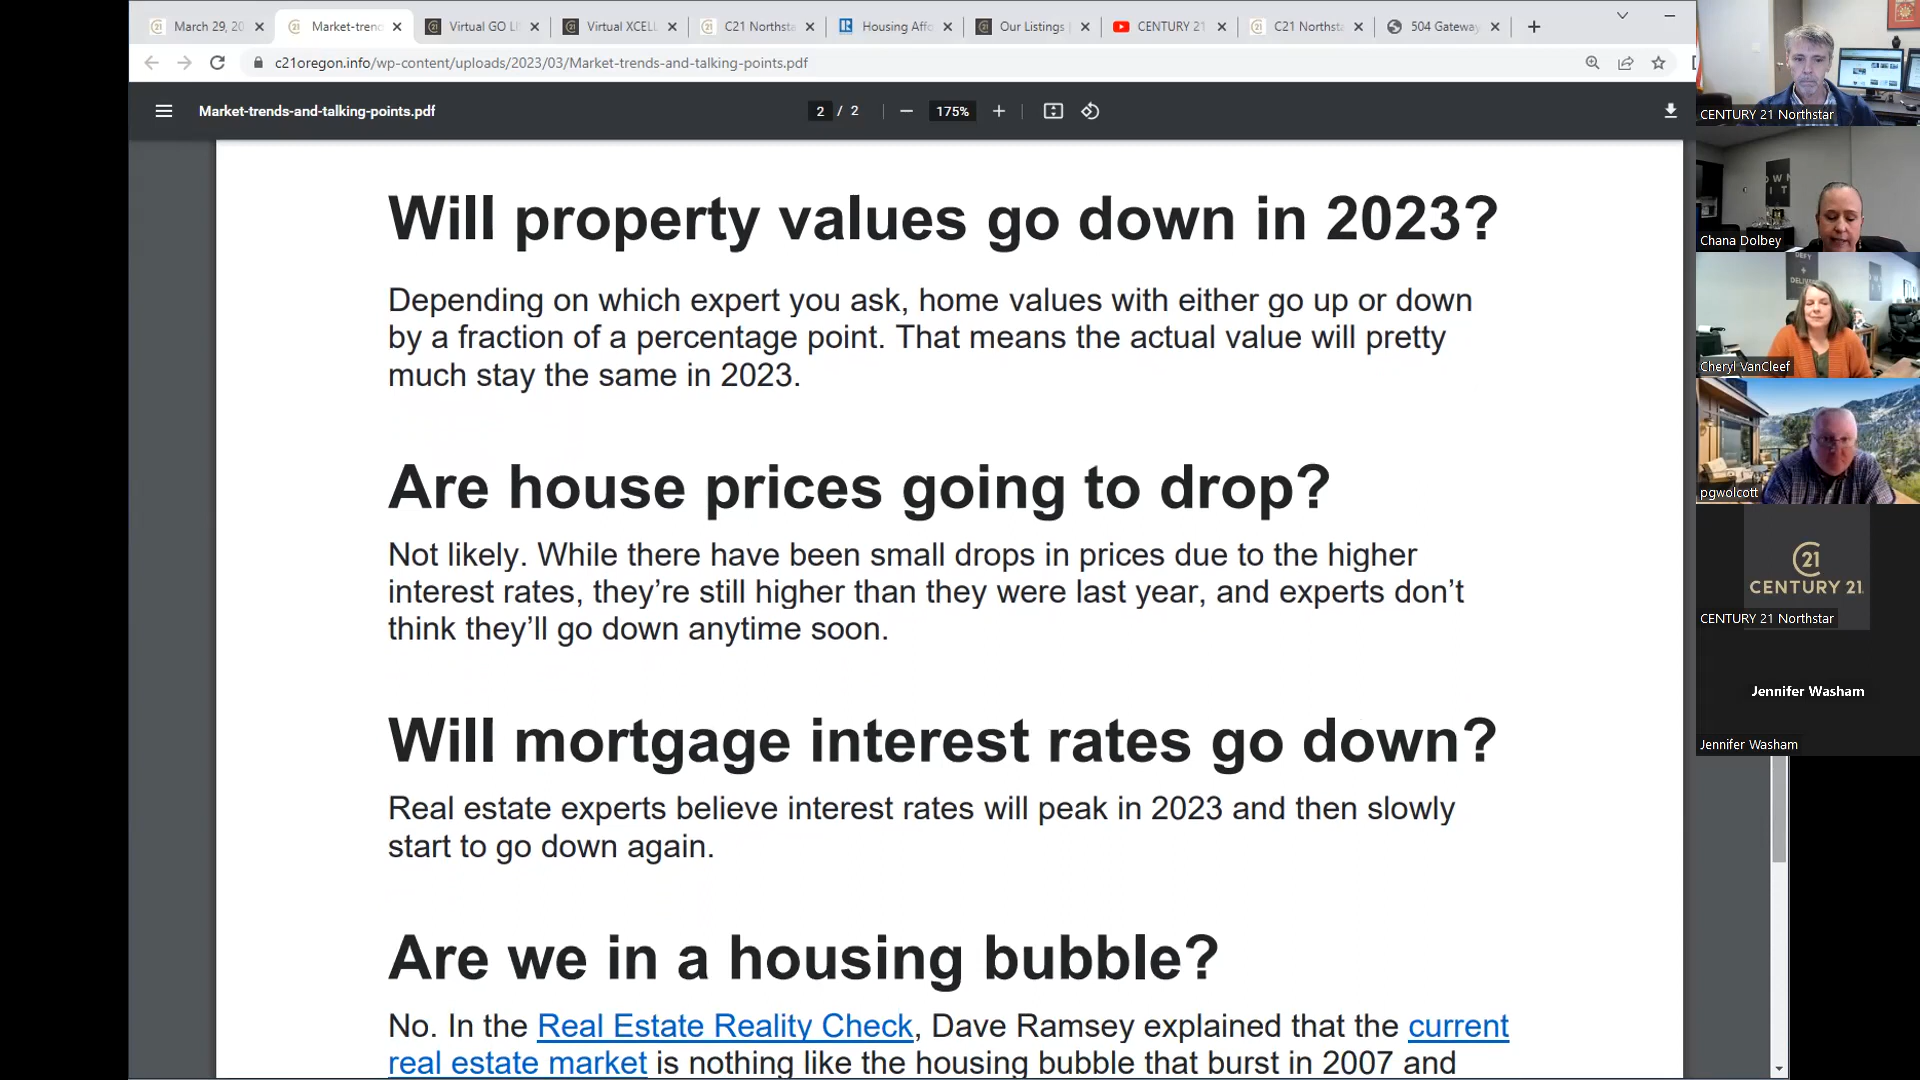 March 29, 20
Market-trend
Virtual GO LI
Virtual XCELL
C21 Northsta
Housing Affo
Our Listings |
CENTURY 21
C21 Northsta
504 Gateway
c21oregon.info/wp-content/uploads/2023/03/Market-trends-and-talking-points.pdf
Market-trends-and-talking-points.pdf
2 / 2
175%
Will property values go down in 2023?
Depending on which expert you ask, home values with either go up or down
by a fraction of a percentage point. That means the actual value will pretty
much stay the same in 2023.
Are house prices going to drop?
Not likely. While there have been small drops in prices due to the higher
interest rates, they’re still higher than they were last year, and experts don’t
think they’ll go down anytime soon.
Will mortgage interest rates go down?
Real estate experts believe interest rates will peak in 2023 and then slowly
start to go down again.
Are we in a housing bubble?
No. In the Real Estate Reality Check, Dave Ramsey explained that the current
real estate market is nothing like the housing bubble that burst in 2007 and
CENTURY 21 Northstar
Chana Dolbey
DEFY
DELIVE
Cheryl VanCleef
pgwolcott
21
CENTURY 21
CENTURY 21 Northstar
Jennifer Washam
Jennifer Washam